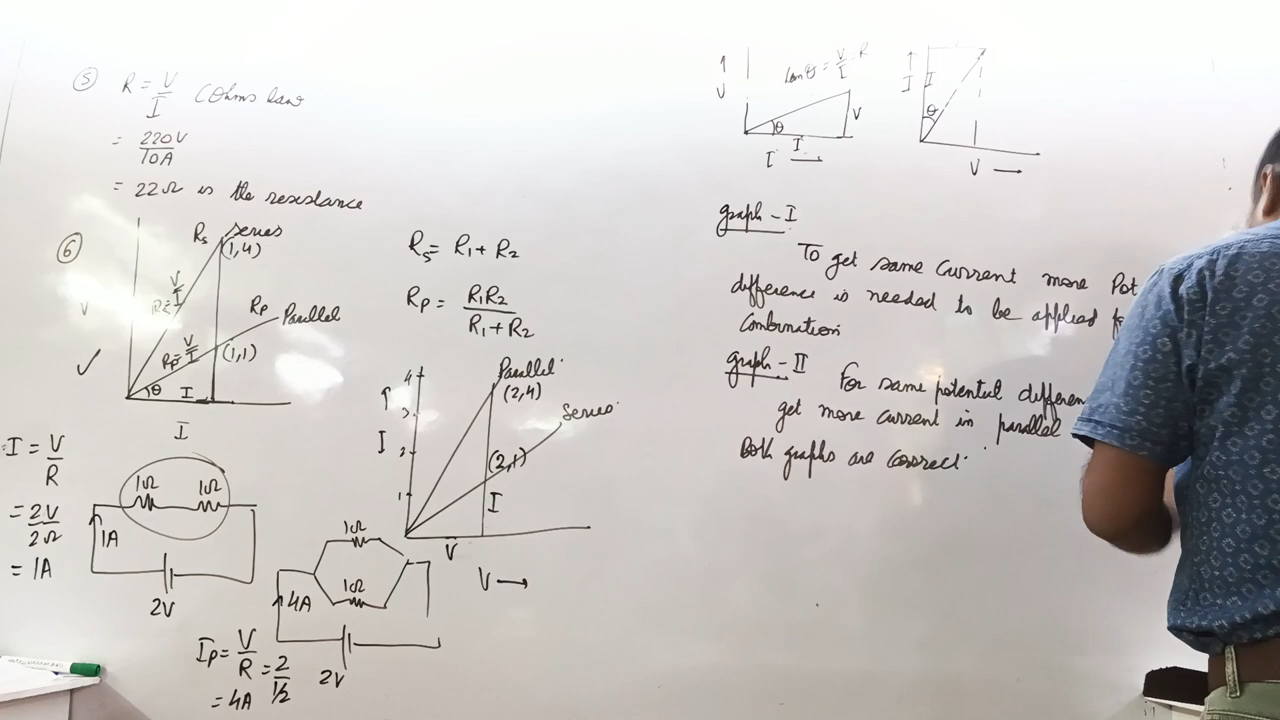 5
R = V/I (Ohms law
= 220V/10A
= 22Ω is the resistance
6
Rs series
(1,4)
R = V/I
V
Rp Parallel
Rp = V/I
(1,1)
θ I
I
Rs = R1 + R2
Rp = R1R2/R1 + R2
4
3
2
1
I
Parallel
(2,4)
Series
(2,1)
I
V
V →
I = V/R
= 2V/2Ω
= 1A
1Ω 1Ω
1A
2V
1Ω
1Ω
4A
2V
Ip = V/R = 2/½
= 4A
tanθ = V/I R
V
θ
V
I
I
I I
θ
V →
graph - I
To get same Current more Pot
difference is needed to be applied f
Combination
graph - II
For same potential differen
get more current in parallel
Both graphs are correct.